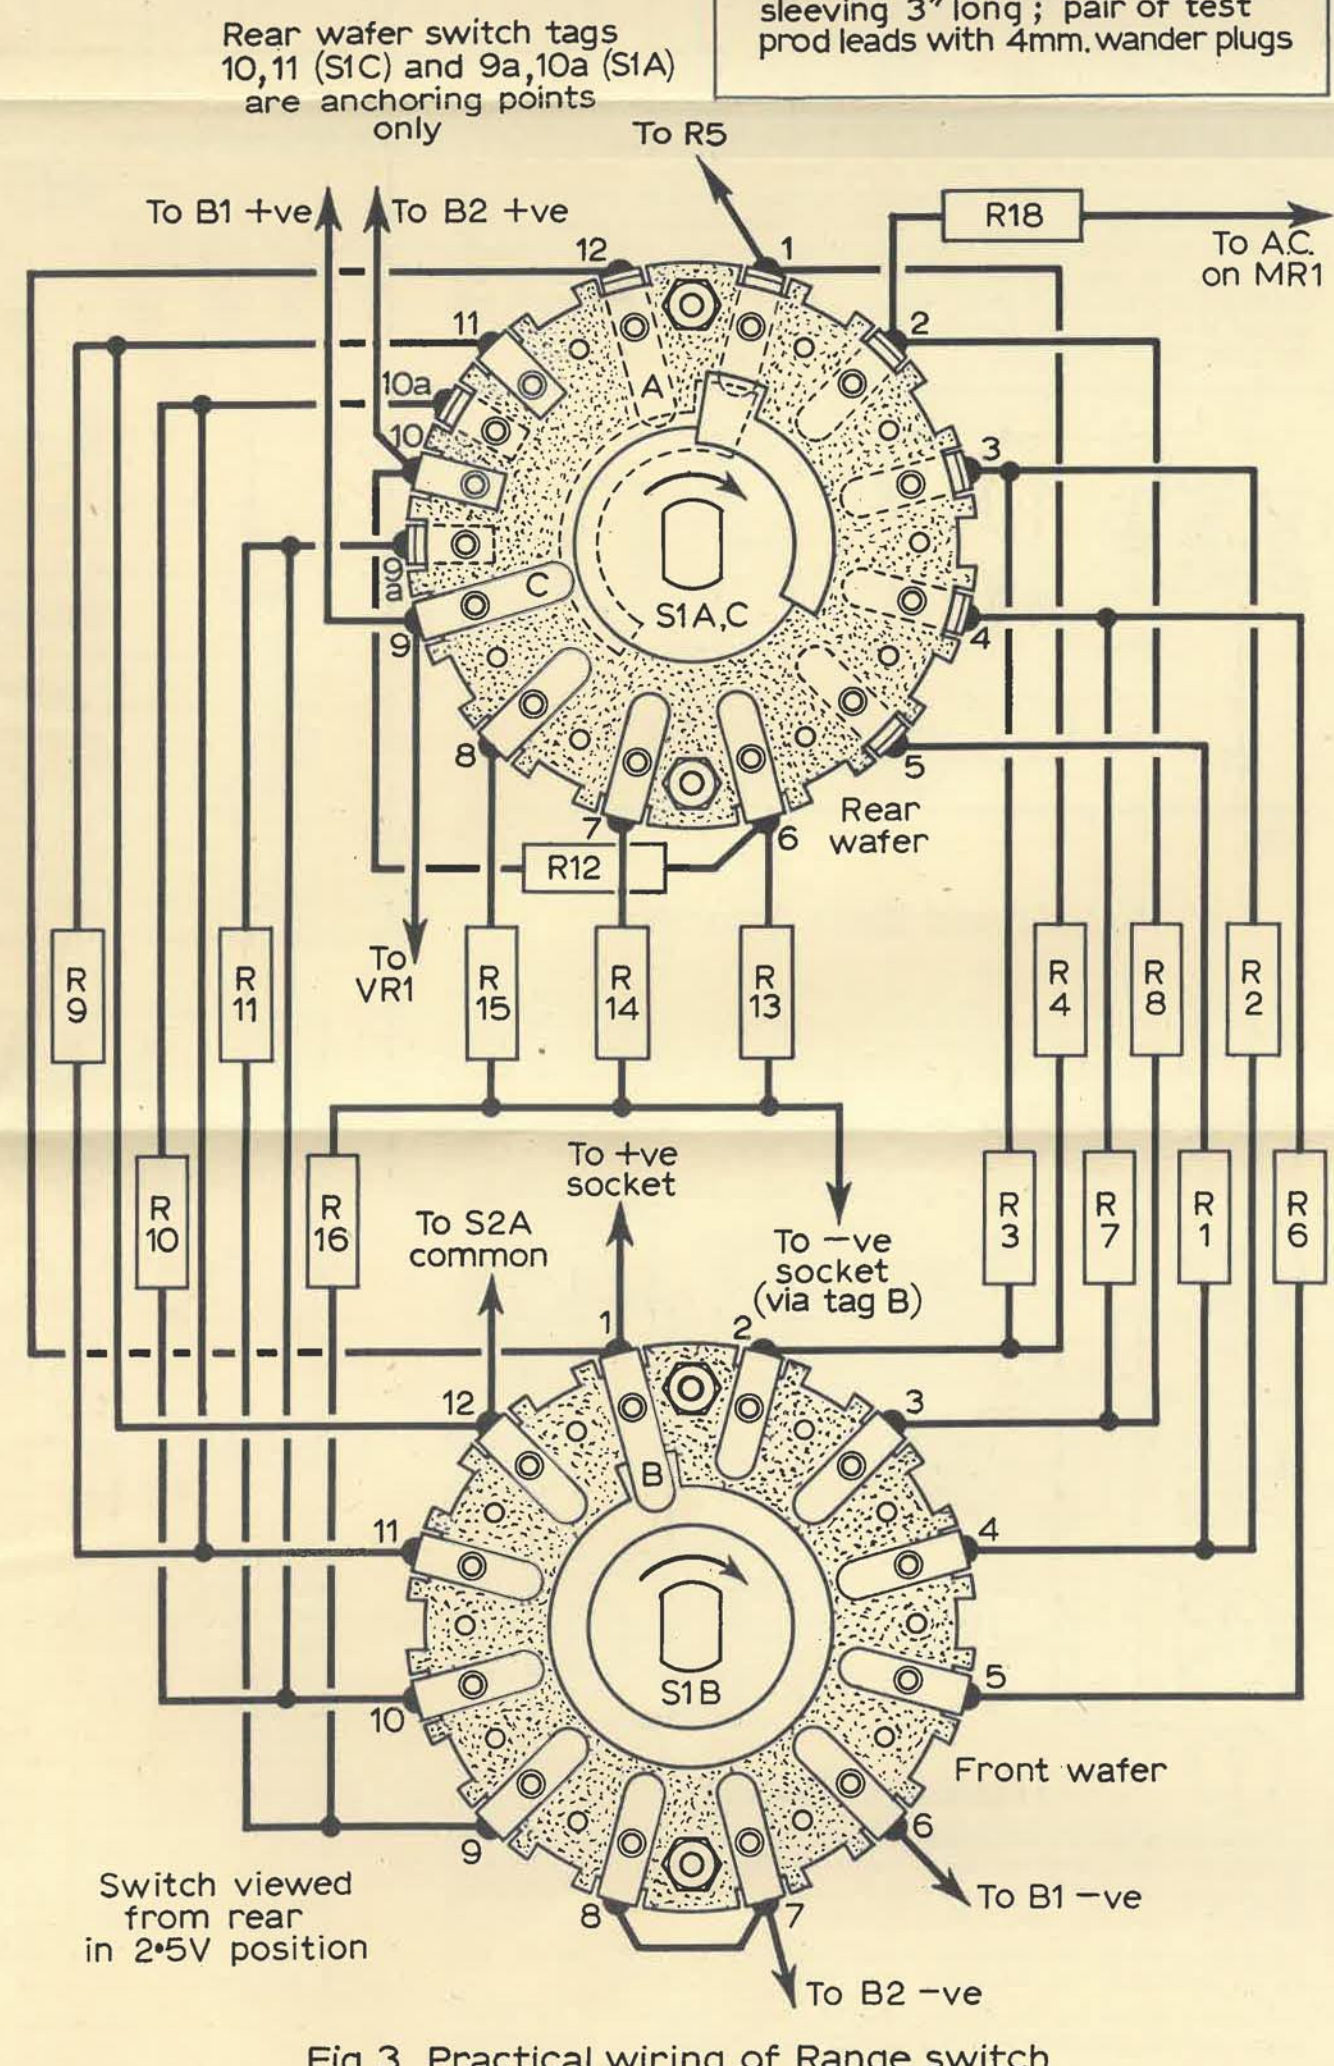 sleeving 3" long; pair of test
prod leads with 4mm. wander plugs
Rear wafer switch tags
10,11 (S1C) and 9a,10a (S1A)
are anchoring points
only
To R5
To B1 +ve
To B2 +ve
R18
To A.C.
on MR1
12
1
11
2
10a
A
10
3
9a
C
S1A,C
9
4
8
5
7
6
Rear
wafer
R12
To
VR1
R
9
R
11
R
15
R
14
R
13
R
4
R
8
R
2
R
10
R
16
To +ve
socket
To S2A
common
To -ve
socket
(via tag B)
R
3
R
7
R
1
R
6
1
2
12
3
B
11
4
S1B
10
5
Front wafer
9
6
8
7
To B1 -ve
To B2 -ve
Switch viewed
from rear
in 2•5V position
Fig. 3. Practical wiring of Range switch